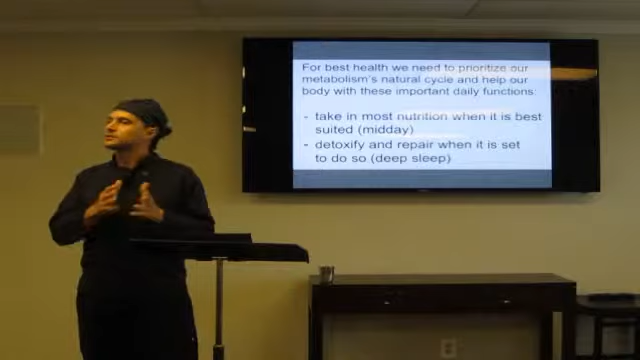 For best health we need to prioritize our
metabolism's natural cycle and help our
body with these important daily functions:
- take in most nutrition when it is best
suited (midday)
- detoxify and repair when it is set
to do so (deep sleep)